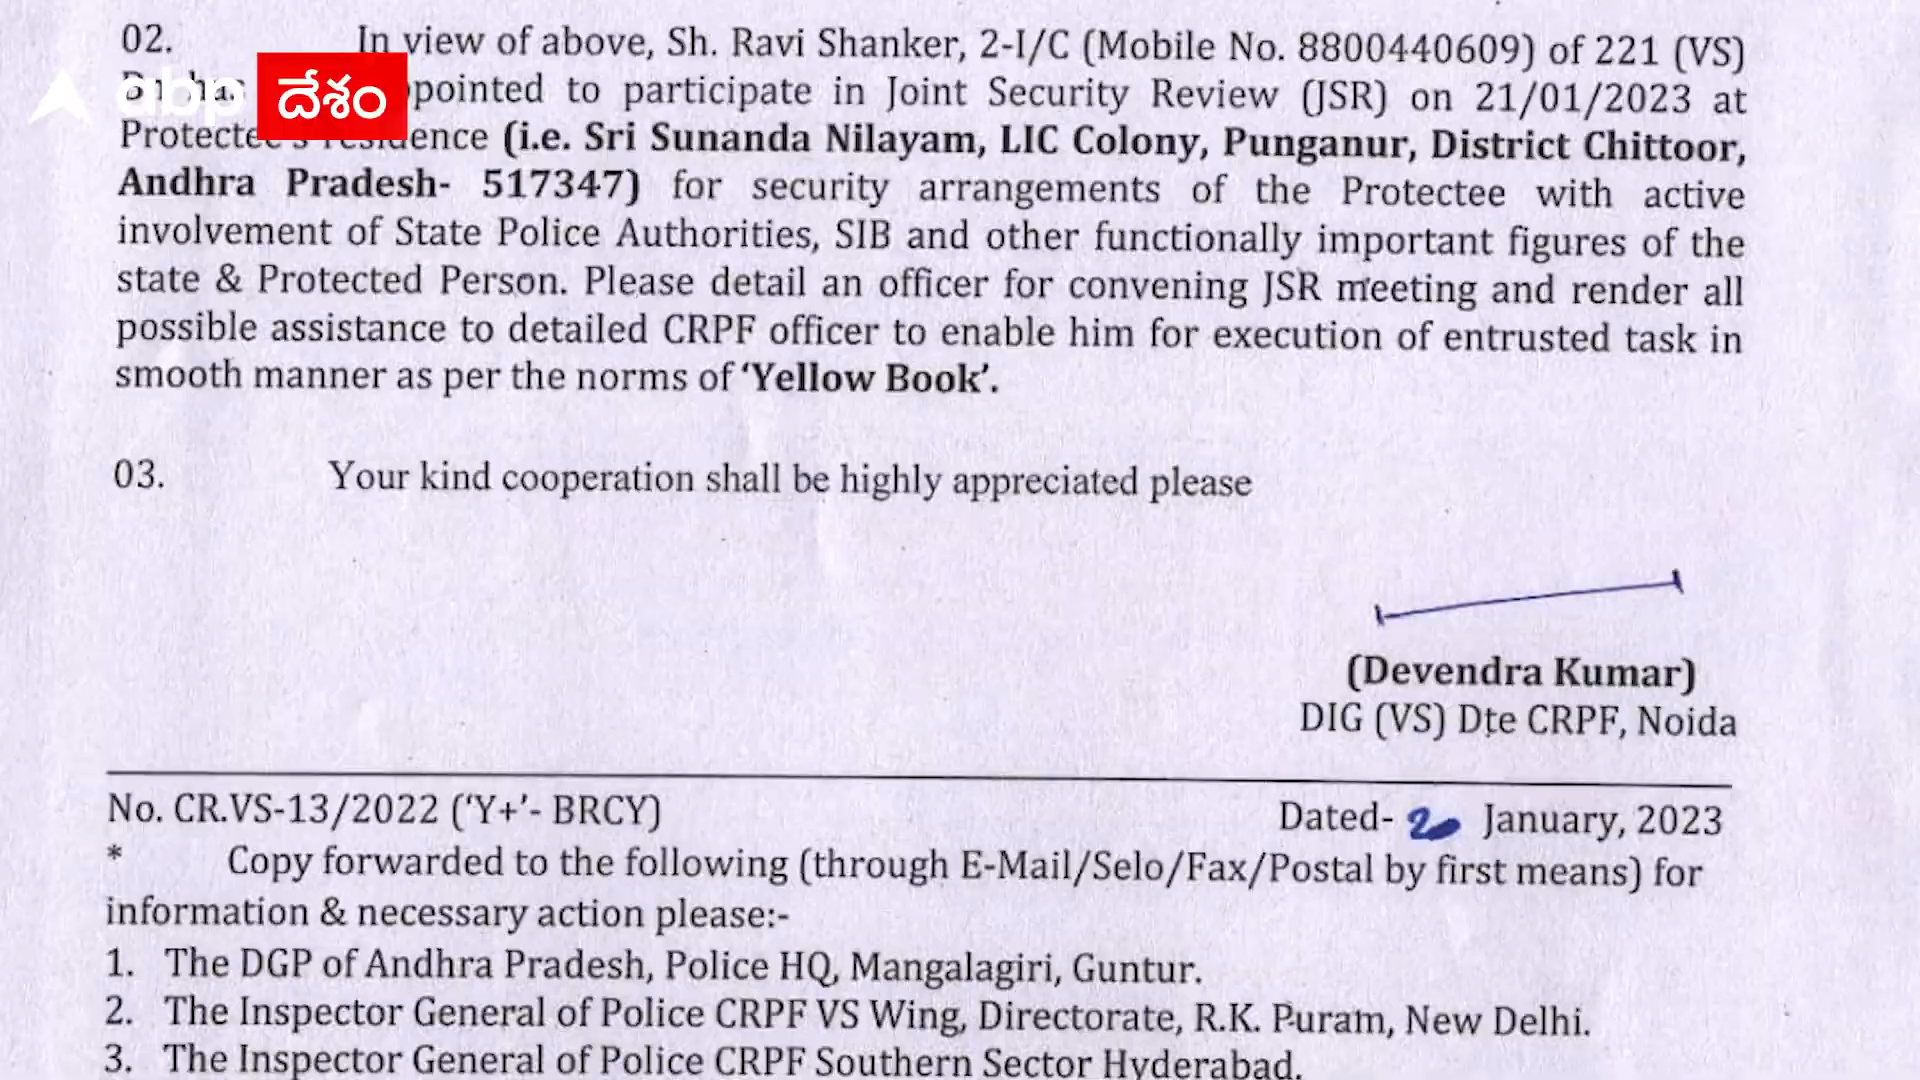 02. In view of above, Sh. Ravi Shanker, 2-I/C (Mobile No. 8800440609) of 221 (VS)
abp దేశం
pointed to participate in Joint Security Review (JSR) on 21/01/2023 at
Protectee's residence (i.e. Sri Sunanda Nilayam, LIC Colony, Punganur, District Chittoor,
Andhra Pradesh- 517347) for security arrangements of the Protectee with active
involvement of State Police Authorities, SIB and other functionally important figures of the
state & Protected Person. Please detail an officer for convening JSR meeting and render all
possible assistance to detailed CRPF officer to enable him for execution of entrusted task in
smooth manner as per the norms of ‘Yellow Book’.
03. Your kind cooperation shall be highly appreciated please
(Devendra Kumar)
DIG (VS) Dte CRPF, Noida
No. CR.VS-13/2022 (‘Y+’- BRCY) Dated- 20 January, 2023
* Copy forwarded to the following (through E-Mail/Selo/Fax/Postal by first means) for
information & necessary action please:-
1. The DGP of Andhra Pradesh, Police HQ, Mangalagiri, Guntur.
2. The Inspector General of Police CRPF VS Wing, Directorate, R.K. Puram, New Delhi.
3. The Inspector General of Police CRPF Southern Sector Hyderabad.